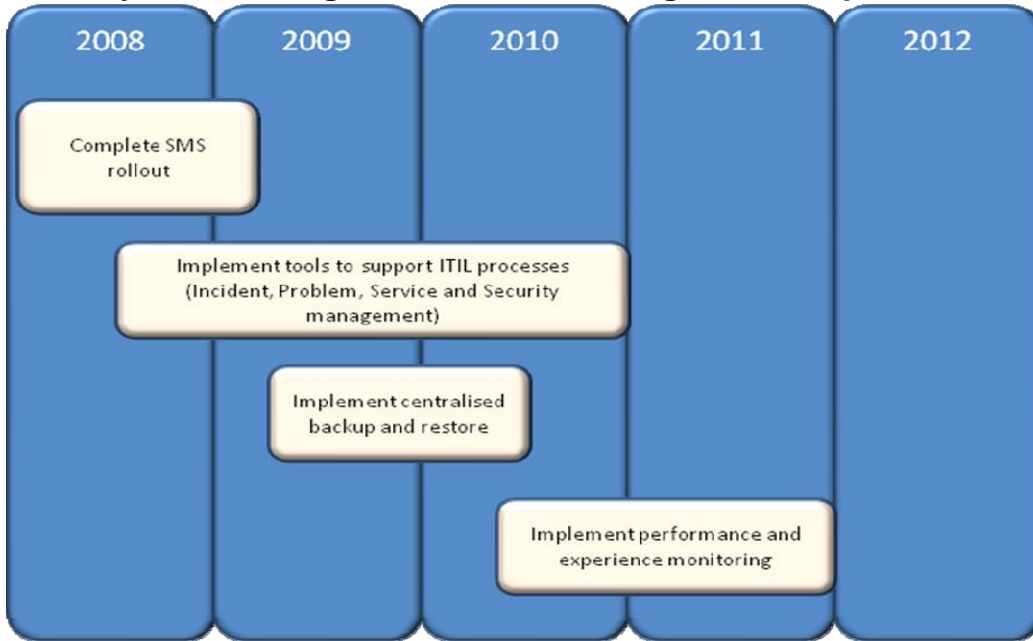 2008 2009 2010 2011 2012
Complete SMS
rollout
Implement tools to support ITIL processes
(Incident, Problem, Service and Security
management)
Implement centralised
backup and restore
Implement performance and
experience monitoring